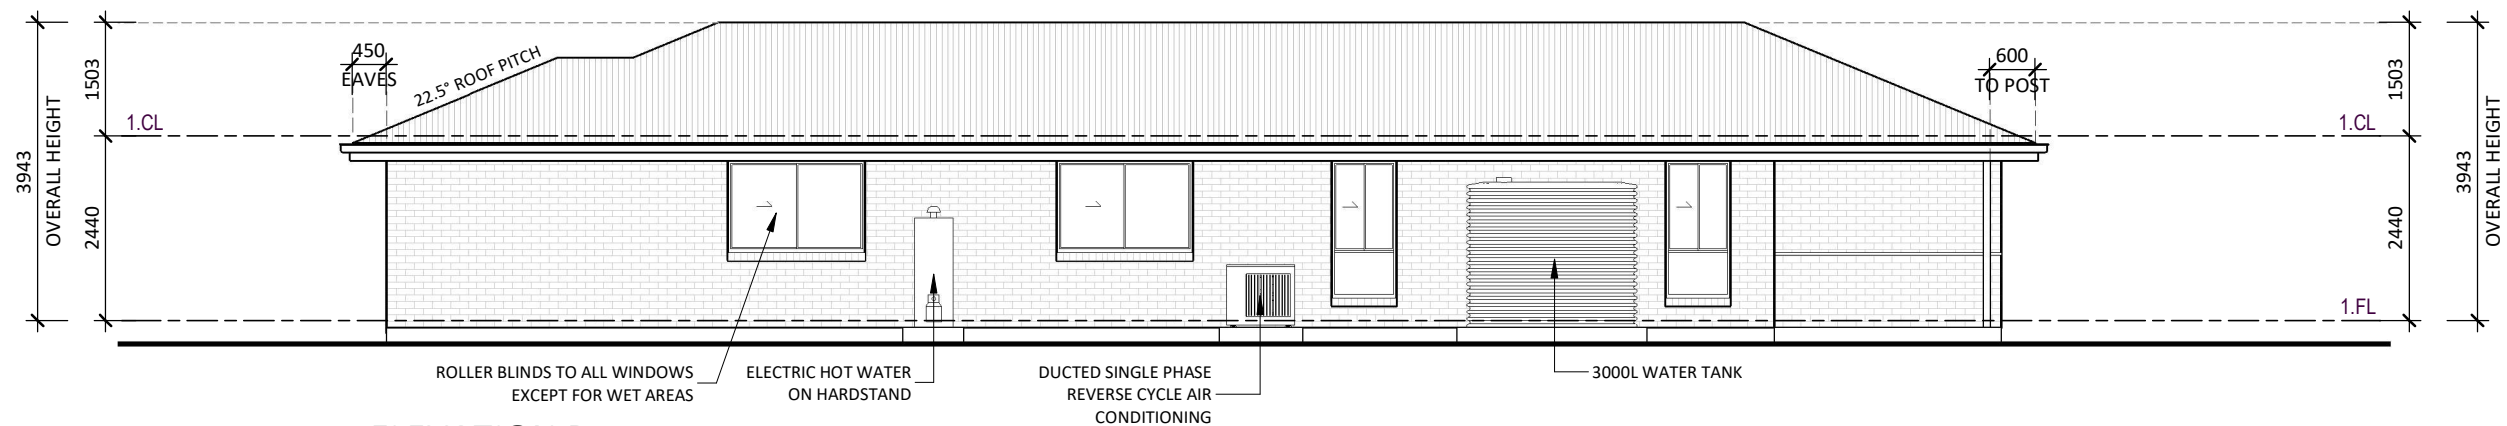 450
EAVES
22.5° ROOF PITCH
600
TO POST
1503
2440
3943
OVERALL HEIGHT
1.CL
1.CL
1.FL
1503
2440
3943
OVERALL HEIGHT
ROLLER BLINDS TO ALL WINDOWS
EXCEPT FOR WET AREAS
ELECTRIC HOT WATER
ON HARDSTAND
DUCTED SINGLE PHASE
REVERSE CYCLE AIR
CONDITIONING
3000L WATER TANK